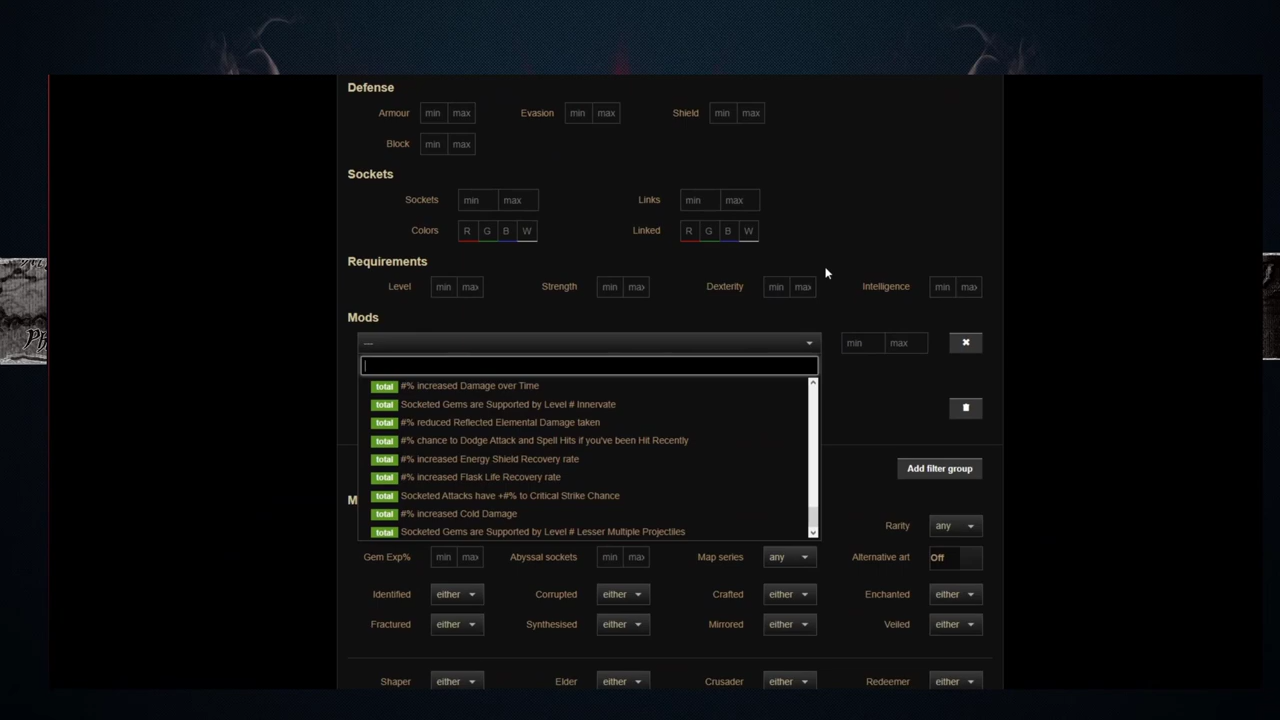 Defense
Armour min max Evasion min max Shield min max
Block min max
Sockets
Sockets min max Links min max
Colors R G B W Linked R G B W
Requirements
Level min max Strength min max Dexterity min max Intelligence min max
Mods
--- min max ×
total #% increased Damage over Time
total Socketed Gems are Supported by Level # Innervate
total #% reduced Reflected Elemental Damage taken
total #% chance to Dodge Attack and Spell Hits if you've been Hit Recently
total #% increased Energy Shield Recovery rate
total #% increased Flask Life Recovery rate
total Socketed Attacks have +#% to Critical Strike Chance
total #% increased Cold Damage
total Socketed Gems are Supported by Level # Lesser Multiple Projectiles
Add filter group
M
Rarity any
Gem Exp% min max Abyssal sockets min max Map series any Alternative art Off
Identified either Corrupted either Crafted either Enchanted either
Fractured either Synthesised either Mirrored either Veiled either
Shaper either Elder either Crusader either Redeemer either